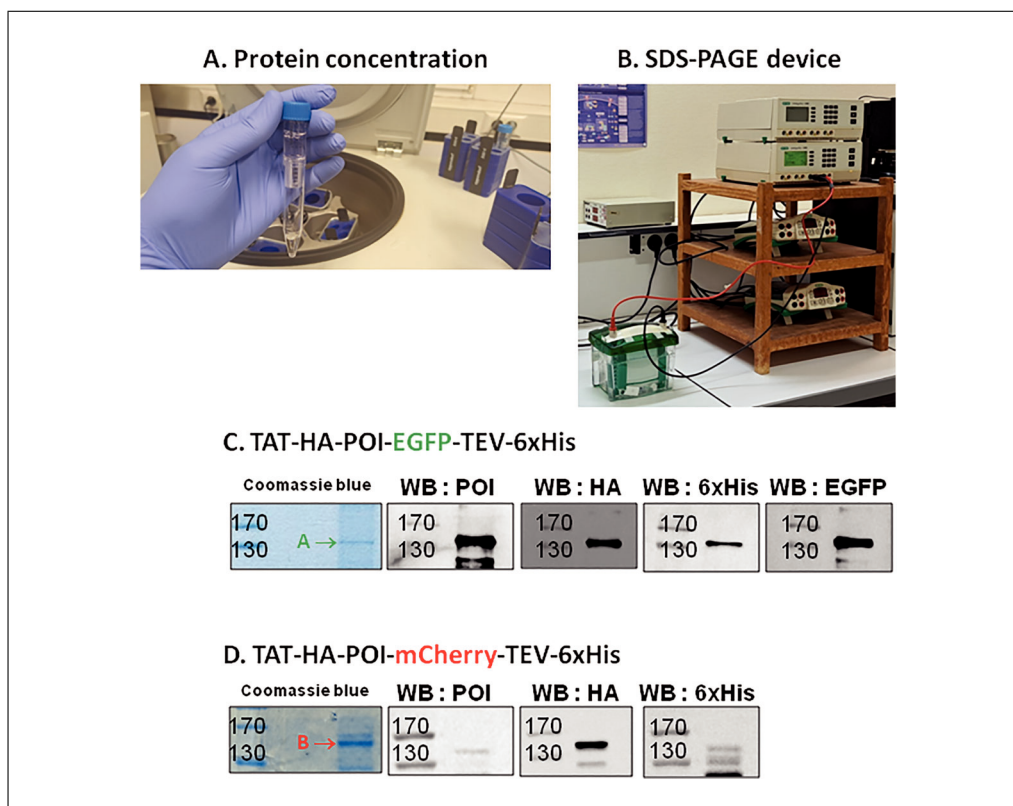 A. Protein concentration
B. SDS-PAGE device
C. TAT-HA-POI-EGFP-TEV-6xHis
Coomassie blue
WB : POI
WB : HA
WB : 6xHis
WB : EGFP
170
130
A →
170
130
170
130
170
130
170
130
D. TAT-HA-POI-mCherry-TEV-6xHis
Coomassie blue
WB : POI
WB : HA
WB : 6xHis
170
130
B →
170
130
170
130
170
130